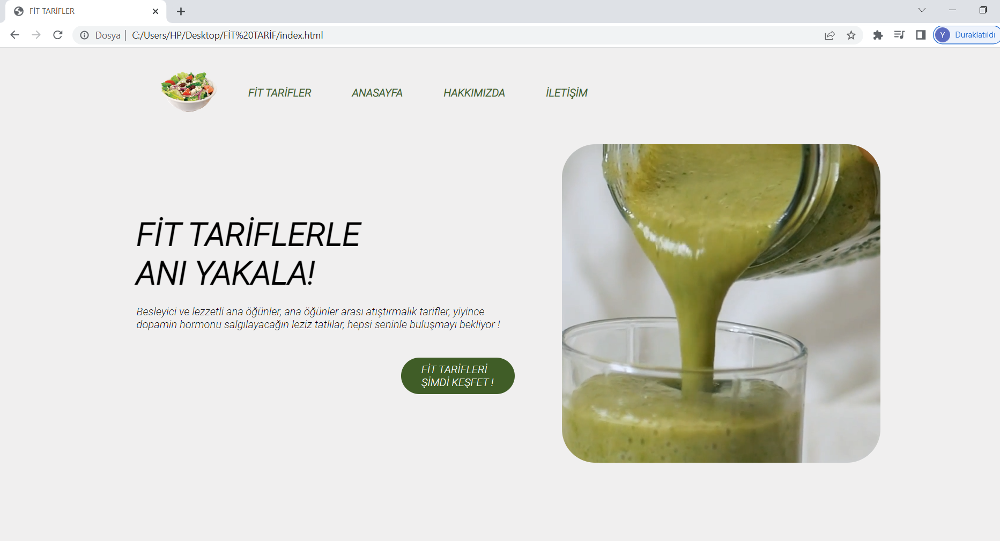 FİT TARİFLER
Dosya | C:/Users/HP/Desktop/FİT%20TARİF/index.html
Y Duraklatıldı
FİT TARİFLER ANASAYFA HAKKIMIZDA İLETİŞİM
FİT TARİFLERLE
ANI YAKALA!
Besleyici ve lezzetli ana öğünler, ana öğünler arası atıştırmalık tarifler, yiyince
dopamin hormonu salgılayacağın leziz tatlılar, hepsi seninle buluşmayı bekliyor !
FİT TARİFLERİ
ŞİMDİ KEŞFET !